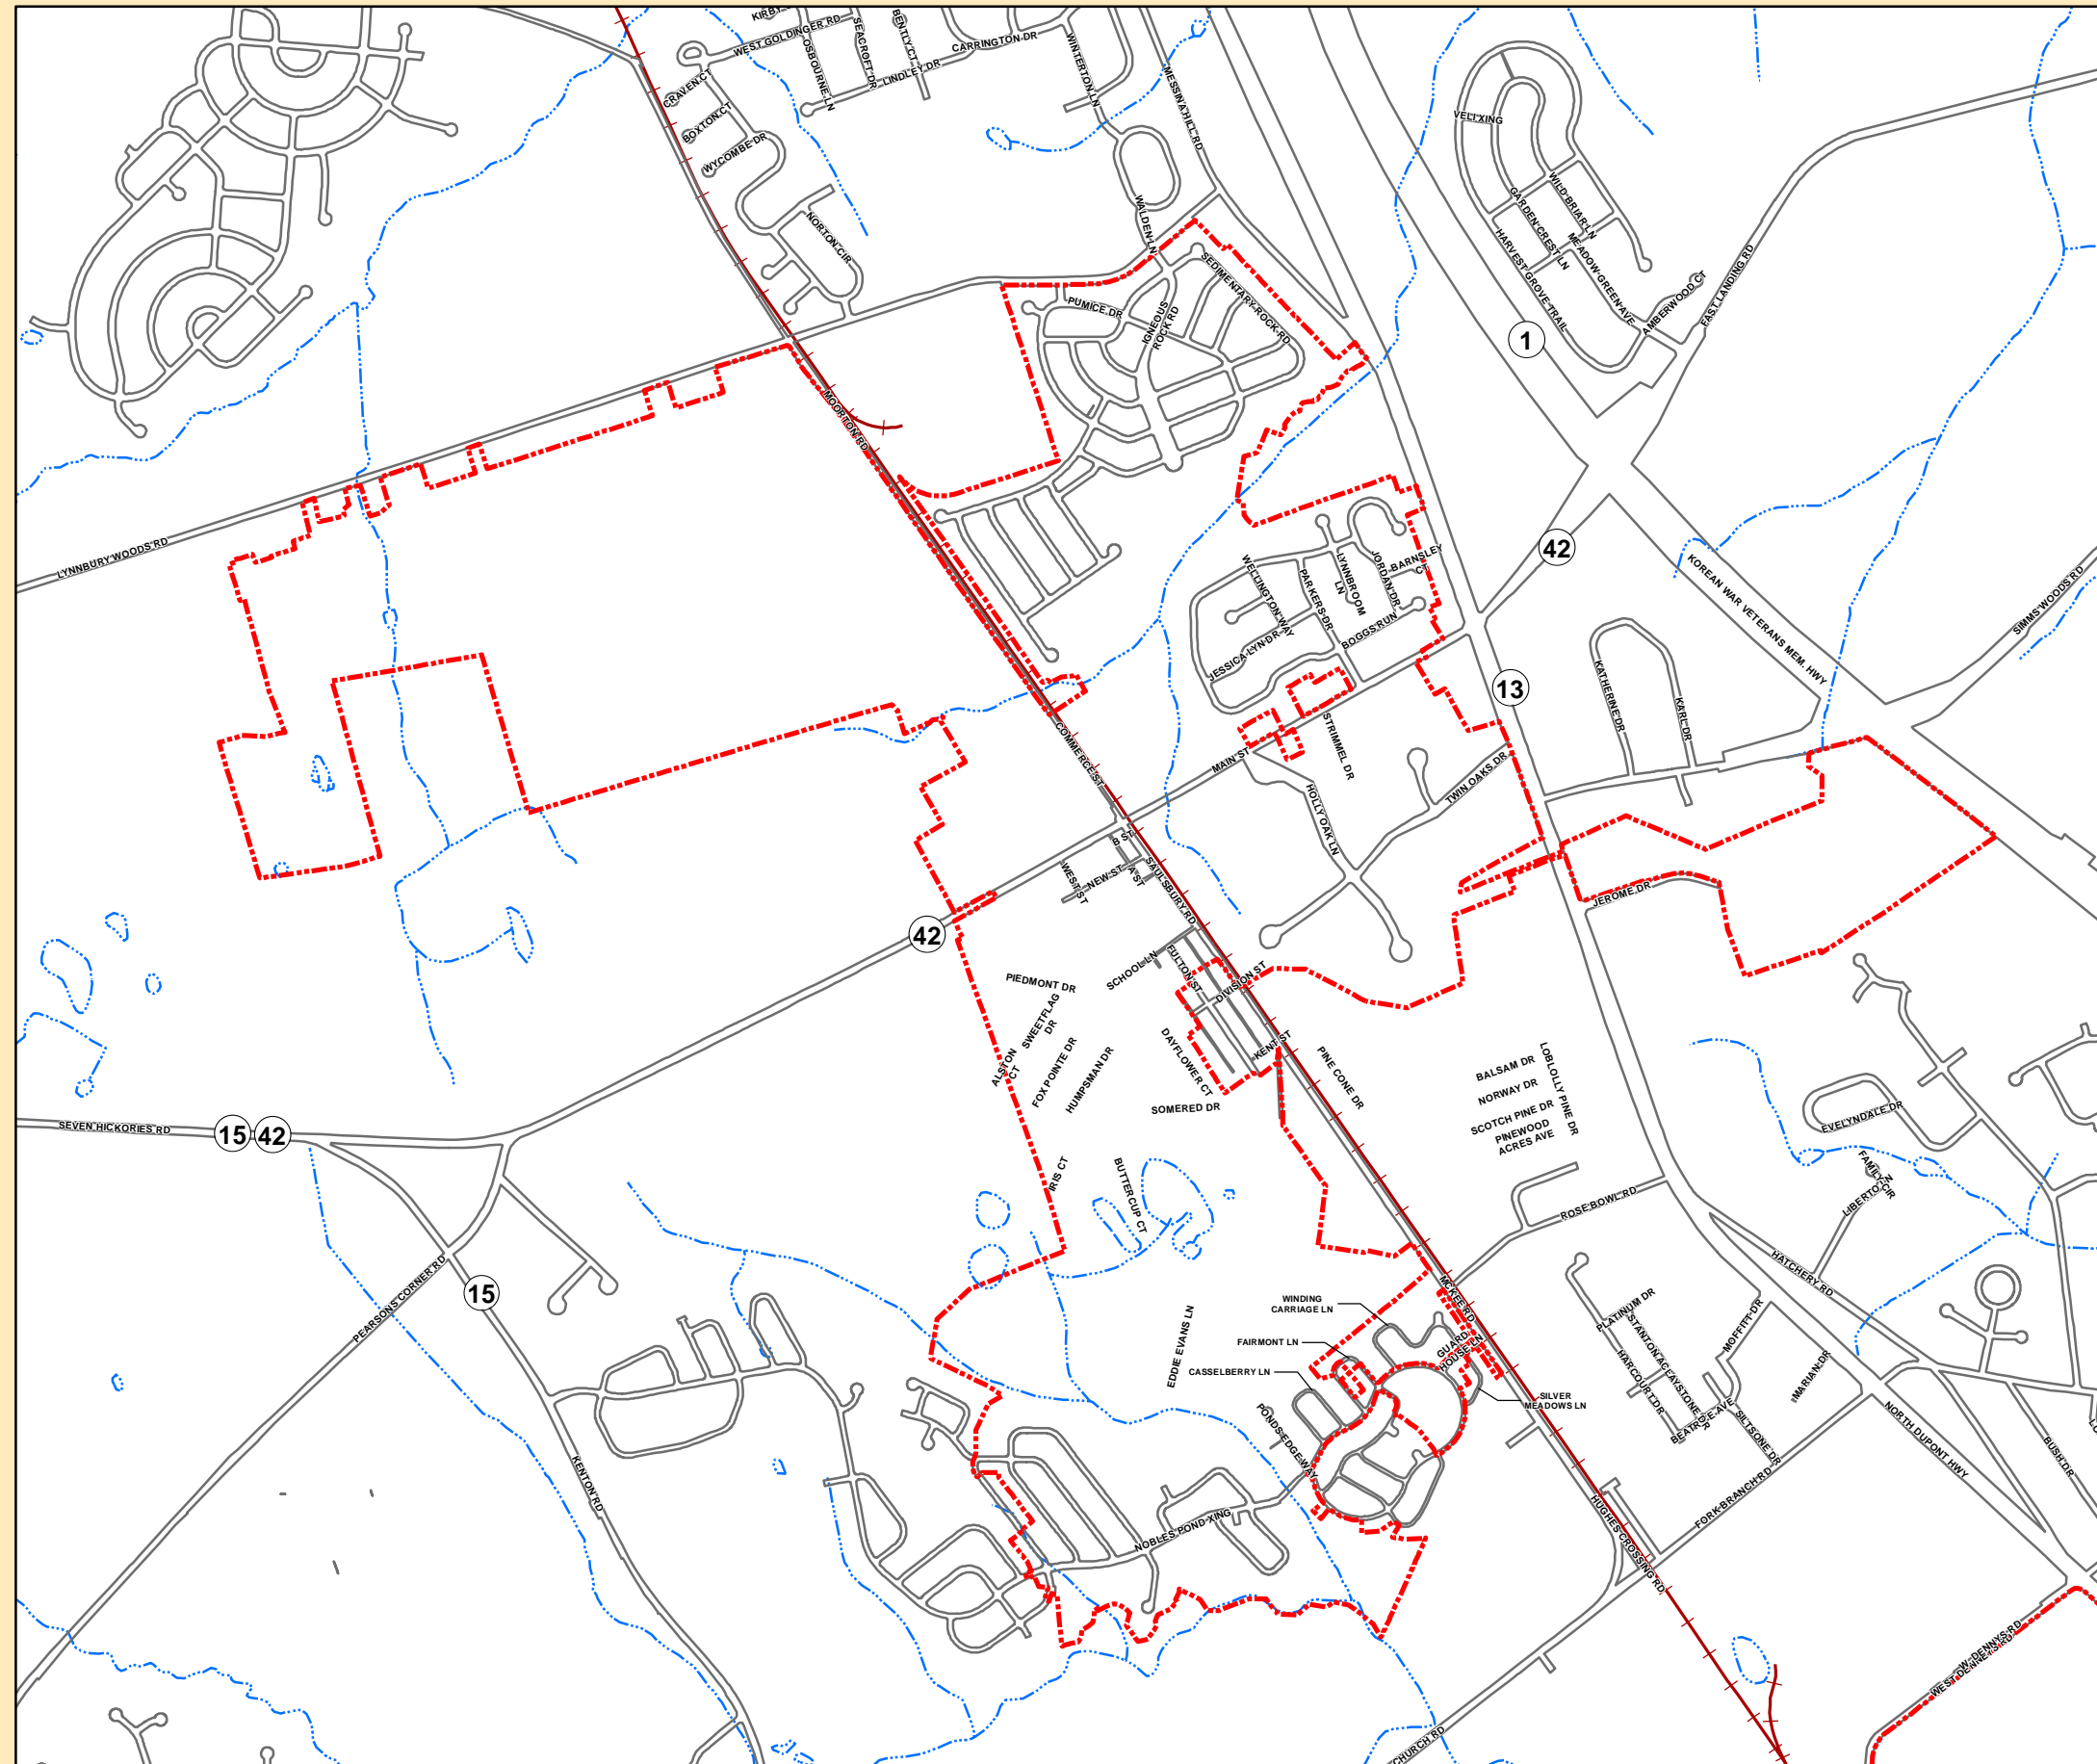 WEST GOLDINGER RD
OSBOURNE LN
SEACROFT DR
BENTLY CT
LINDLEY DR
CARRINGTON DR
WINTERTON LN
MESSINA HILL RD
CRAVEN CT
BOXTON CT
WYCOMBE DR
NORTON CIR
WALDEN LN
SEDIMENTARY ROCK RD
PUMICE DR
IGNEOUS
ROCK RD
VELI XING
WILD BRIAR LN
GARDEN CREST LN
MEADOW GREEN AVE
HARVEST GROVE TRAIL
AMBERWOOD CT
EAST LANDING RD
1
MOORTON RD
LYNNBURY WOODS RD
42
KOREAN WAR VETERANS MEM. HWY
SIMMS WOODS RD
WELLINGTON WAY
PARKERS DR
LYNNBROOM
LN
JORDAN DR
BARNSLEY
CT
BOGGS RUN
JESSICA LYN DR
KATHERINE DR
KARL DR
13
STRIMMEL DR
MAIN ST
COMMERCE ST
TWIN OAKS DR
HOLLY OAK LN
B ST
A ST
NEW ST
WEST ST
SAULSBURY RD
JEROME DR
42
SCHOOL LN
FULTON ST
DIVISION ST
PIEDMONT DR
SWEETFLAG
DR
ALSTON
CT
FOX POINTE DR
HUMPSMAN DR
DAYFLOWER CT
KENT ST
PINE CONE DR
SOMERED DR
BALSAM DR
NORWAY DR
LOBLOLLY PINE DR
SCOTCH PINE DR
PINEWOOD
ACRES AVE
EVELYNDALE DR
SEVEN HICKORIES RD
15
42
IRIS CT
BUTTERCUP CT
FAMILY CIR
LIBERTO LN
ROSE BOWL RD
HATCHERY RD
PEARSONS CORNER RD
15
MCKEE RD
WINDING
CARRIAGE LN
FAIRMONT LN
CASSELBERRY LN
GUARD
HOUSE LN
SILVER
MEADOWS LN
EDDIE EVANS LN
PLATINUM DR
STANTON ACAYSTONE DR
HARCOURT DR
MOFFITT DR
MARIAN DR
BEATRICE AVE
SILTSONE DR
NORTH DUPONT HWY
BUSH DR
PONDS EDGE WAY
KENTON RD
NOBLES POND XING
HUGHES CROSSING RD
FORK BRANCH RD
W. DENNYS RD
WEST DENNEYS RD
CHURCH RD